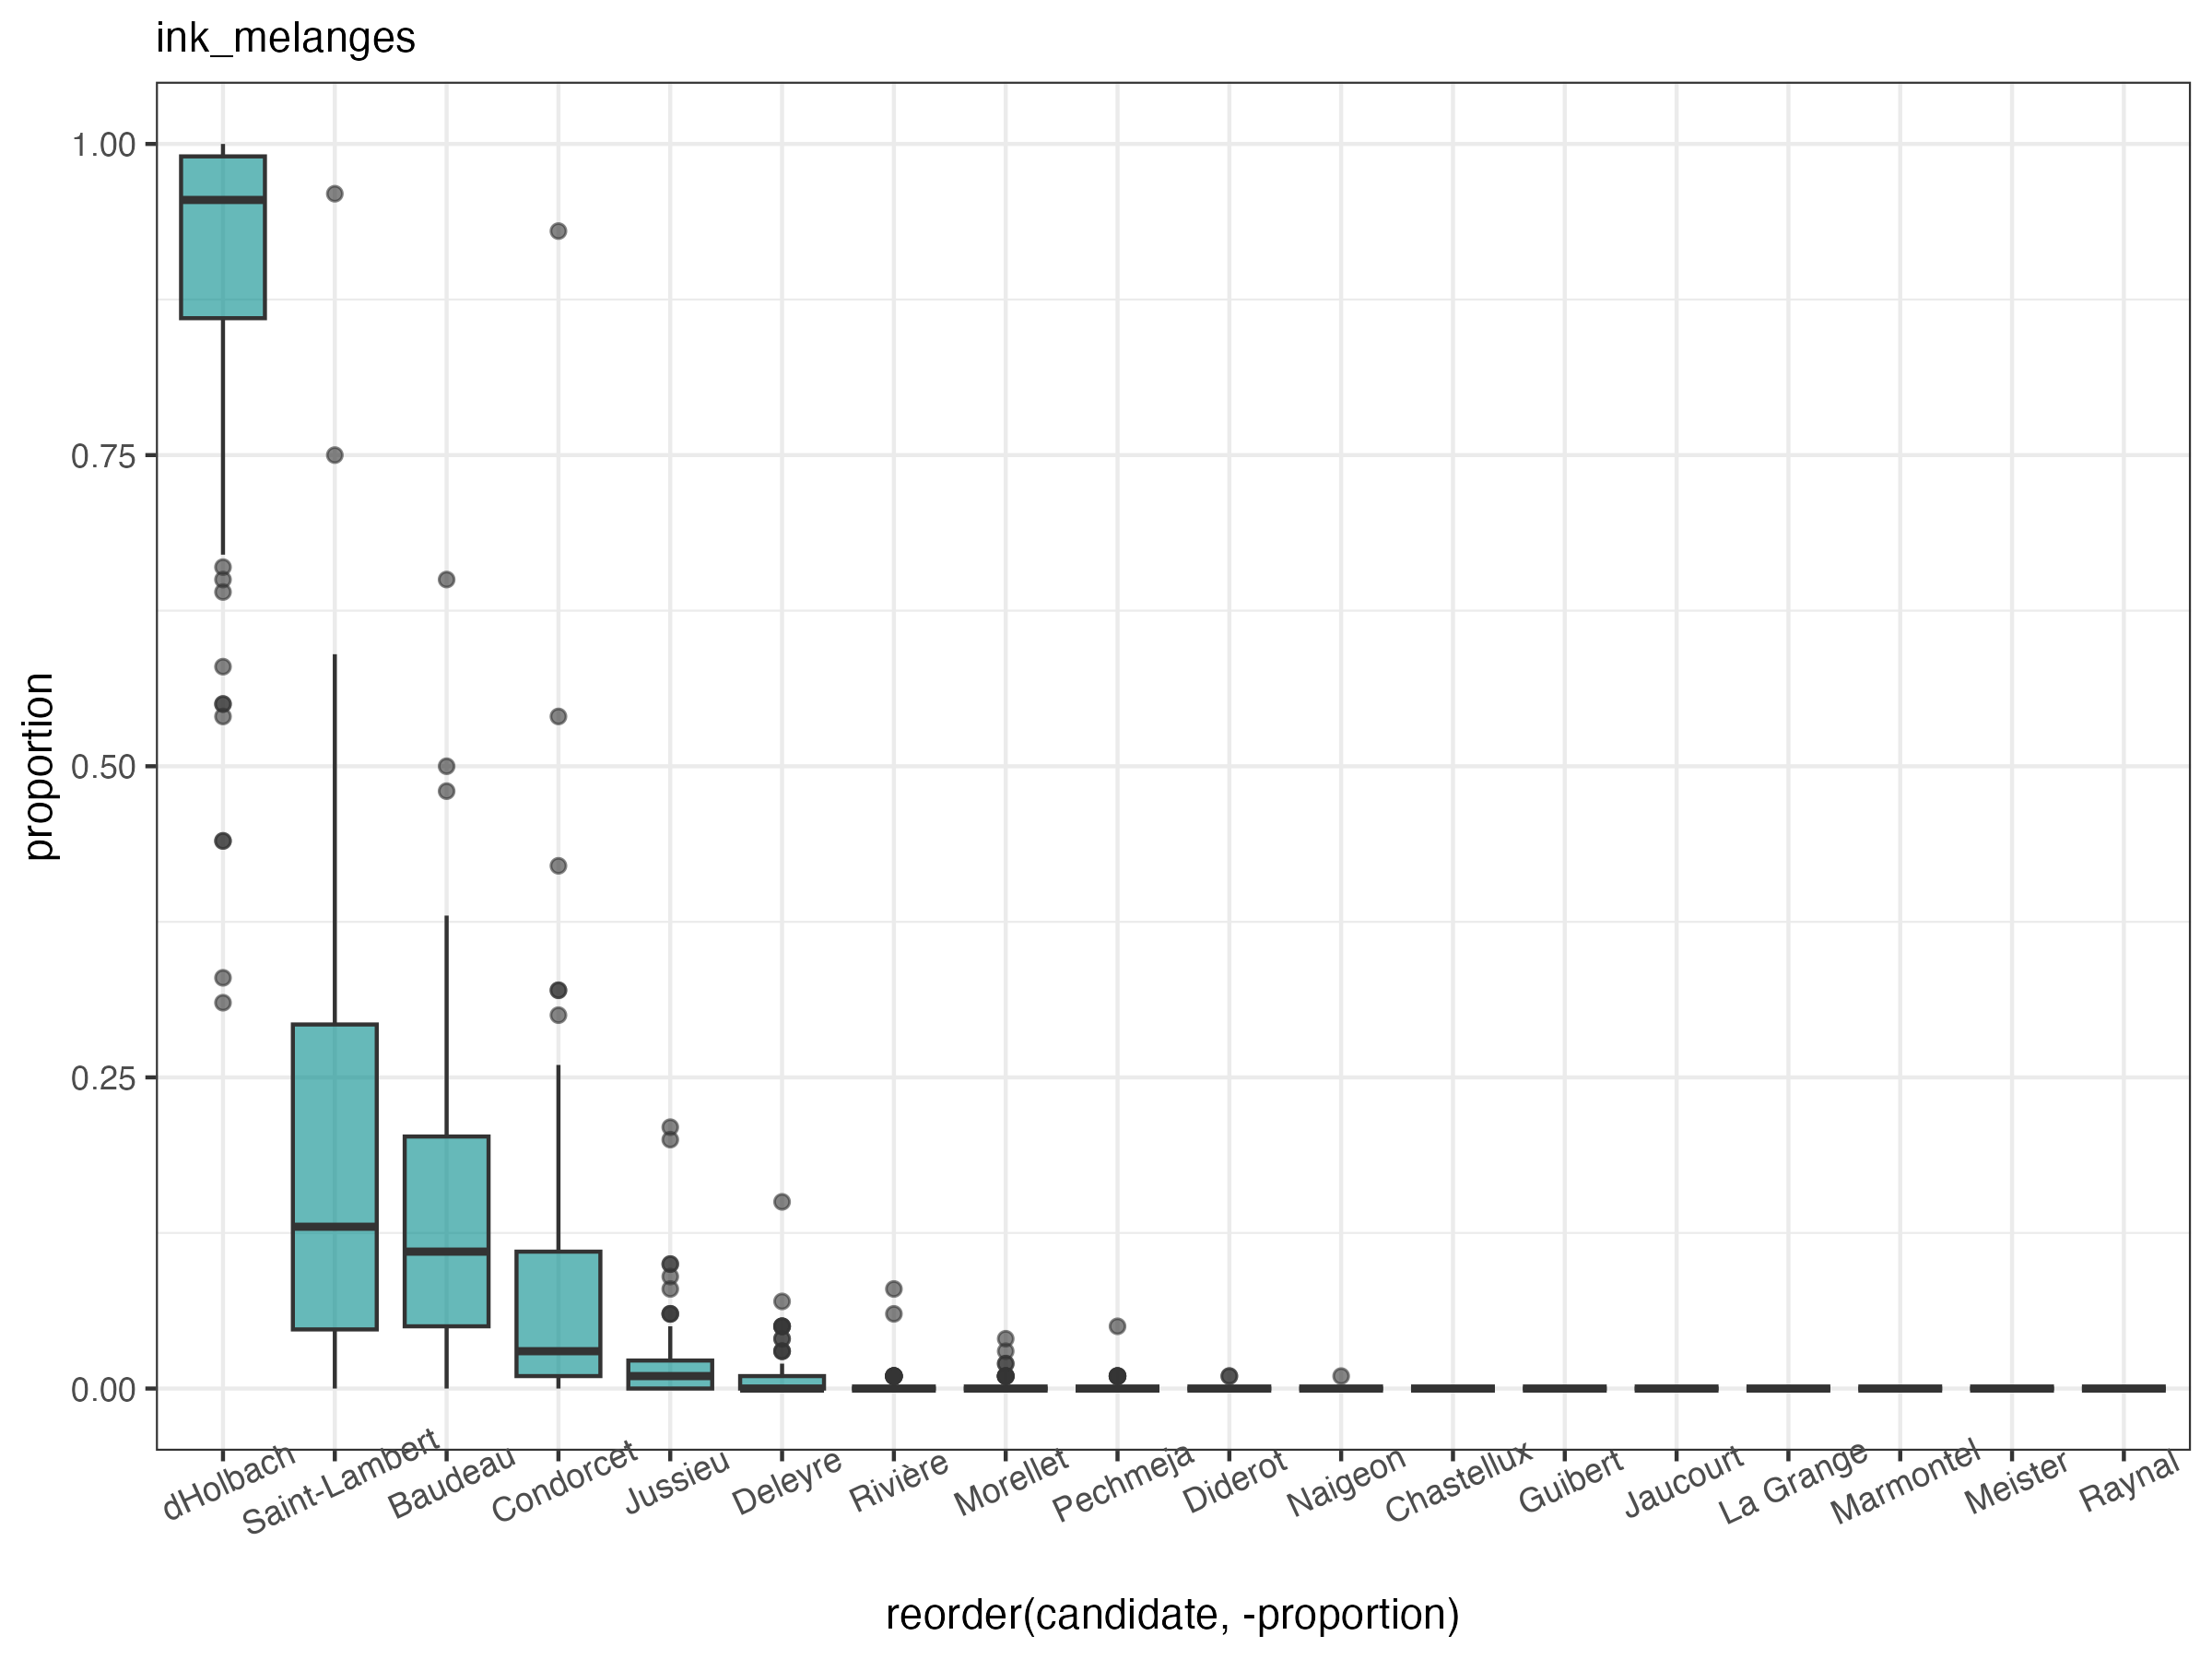 ink_melanges
1.00
0.75
0.50
0.25
0.00
proportion
dHolbach
Saint-Lambert
Baudeau
Condorcet
Jussieu
Deleyre
Rivière
Morellet
Pechmeja
Diderot
Naigeon
Chastellux
Guibert
Jaucourt
La Grange
Marmontel
Meister
Raynal
reorder(candidate, -proportion)